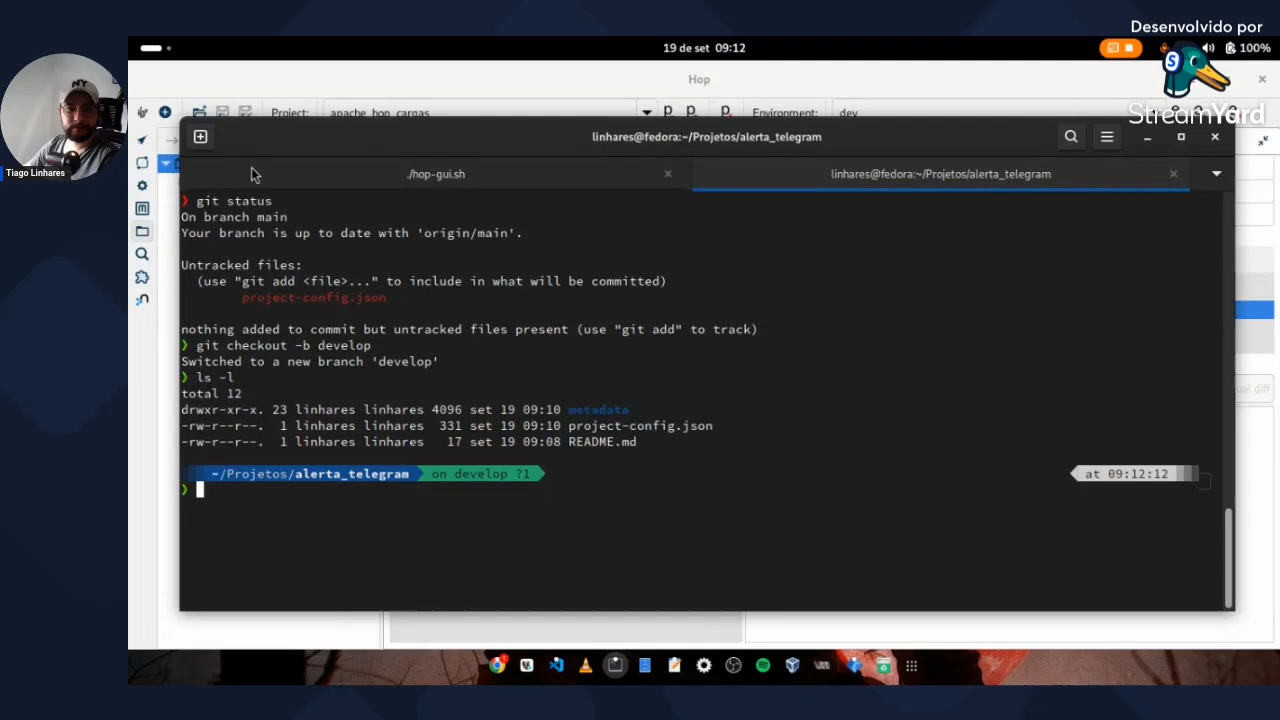 Desenvolvido por
StreamYard
19 de set 09:12
100%
Tiago Linhares
Hop
Project:
apache_hop_cargas
Environment:
dev
linhares@fedora:~/Projetos/alerta_telegram
./hop-gui.sh
linhares@fedora:~/Projetos/alerta_telegram
❯ git status
On branch main
Your branch is up to date with 'origin/main'.
Untracked files:
(use "git add <file>..." to include in what will be committed)
project-config.json
nothing added to commit but untracked files present (use "git add" to track)
❯ git checkout -b develop
Switched to a new branch 'develop'
❯ ls -l
total 12
drwxr-xr-x. 23 linhares linhares 4096 set 19 09:10 metadata
-rw-r--r--. 1 linhares linhares 331 set 19 09:10 project-config.json
-rw-r--r--. 1 linhares linhares 17 set 19 09:08 README.md
~/Projetos/alerta_telegram on develop ?1 at 09:12:12
❯
ual diff